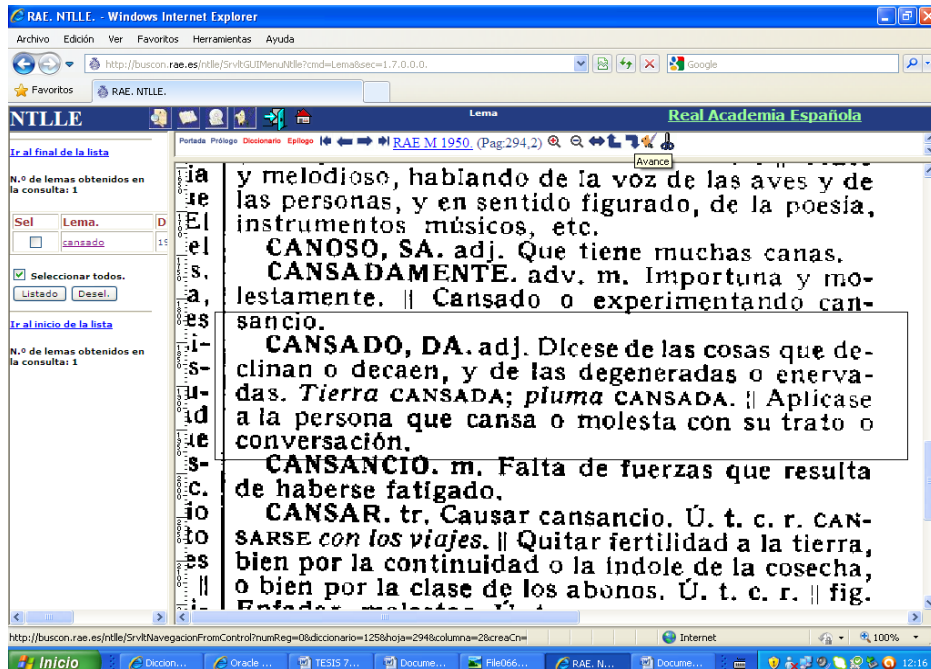 RAE. NTLLE. - Windows Internet Explorer
Archivo Edición Ver Favoritos Herramientas Ayuda
http://buscon.rae.es/ntlle/SrvltGUIMenuNtlle?cmd=Lema&sec=1.7.0.0.0.
Google
Favoritos
RAE. NTLLE.
NTLLE
Lema
Real Academia Española
Portada Prólogo Diccionario Epílogo RAE M 1950. (Pag:294,2)
Avance
Ir al final de la lista
N.º de lemas obtenidos en
la consulta: 1
Sel Lema. D
cansado 19
Seleccionar todos.
Listado Desel.
Ir al inicio de la lista
N.º de lemas obtenidos en
la consulta: 1
y melodioso, hablando de la voz de las aves y de
las personas, y en sentido figurado, de la poesía,
instrumentos músicos, etc.
CANOSO, SA. adj. Que tiene muchas canas.
CANSADAMENTE. adv. m. Importuna y mo-
lestamente. || Cansado o experimentando can-
sancio.
CANSADO, DA. adj. Dícese de las cosas que de-
clinan o decaen, y de las degeneradas o enerva-
das. Tierra CANSADA; pluma CANSADA. || Aplícase
a la persona que cansa o molesta con su trato o
conversación.
CANSANCIO. m. Falta de fuerzas que resulta
de haberse fatigado.
CANSAR. tr. Causar cansancio. Ú. t. c. r. CAN-
SARSE con los viajes. || Quitar fertilidad a la tierra,
bien por la continuidad o la índole de la cosecha,
o bien por la clase de los abonos. Ú. t. c. r. || fig.
http://buscon.rae.es/ntlle/SrvltNavegacionFromControl?numReg=0&diccionario=125&hoja=294&columna=2&creaCn=
Internet
100%
Inicio
Diccion...
Oracle ...
TESIS 7...
Docume...
File066...
RAE. N...
Docume...
12:16